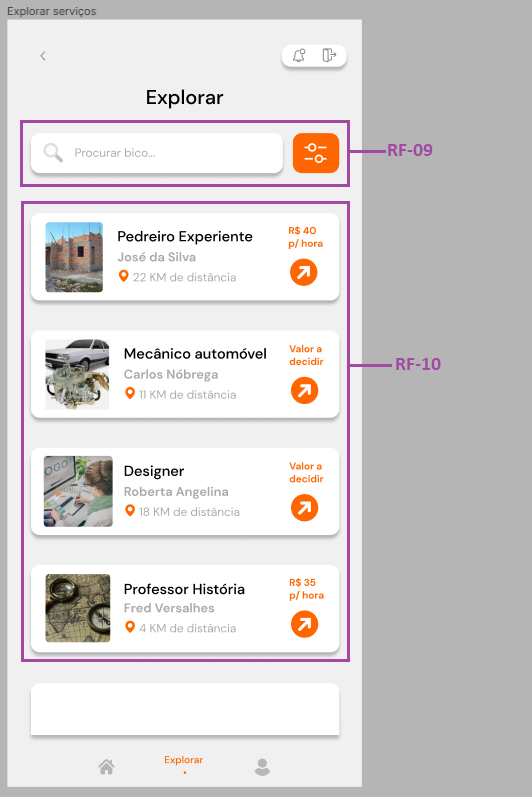 Explorar serviços
Explorar
Procurar bico...
RF-09
Pedreiro Experiente
José da Silva
22 KM de distância
R$ 40
p/ hora
Mecânico automóvel
Carlos Nóbrega
11 KM de distância
Valor a
decidir
RF-10
OGO
Designer
Roberta Angelina
18 KM de distância
Valor a
decidir
Professor História
Fred Versalhes
4 KM de distância
R$ 35
p/ hora
Explorar